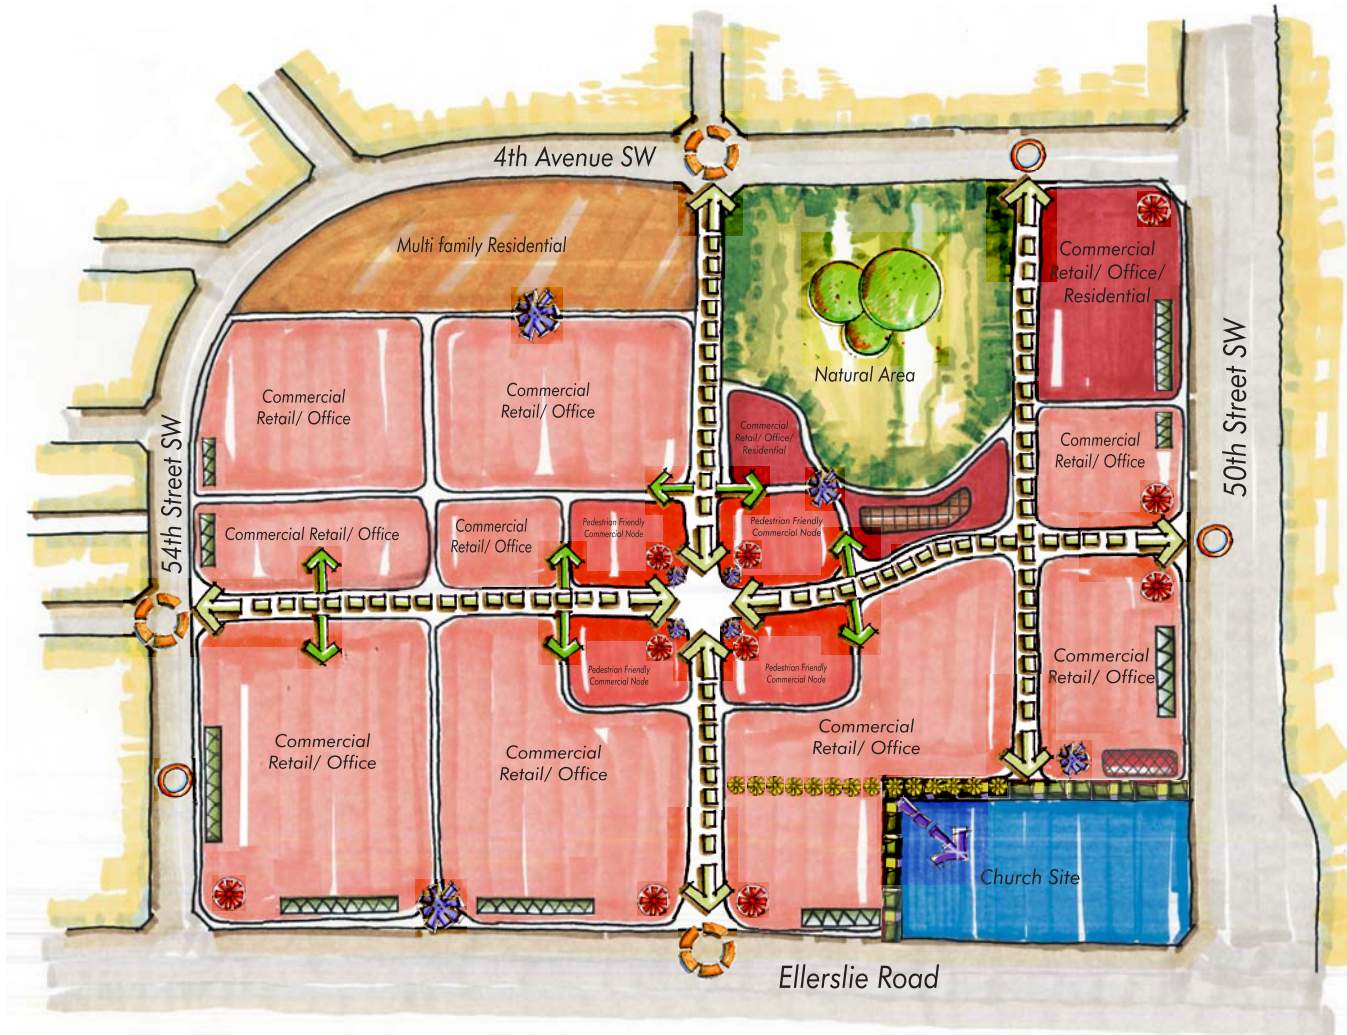 4th Avenue SW
Multi family Residential
Commercial
Retail/ Office/
Residential
Natural Area
50th Street SW
Commercial
Retail/ Office
Commercial
Retail/ Office
Commercial
Retail/ Office/
Residential
Commercial
Retail/ Office
54th Street SW
Commercial Retail/ Office
Commercial
Retail/ Office
Pedestrian Friendly
Commercial Node
Pedestrian Friendly
Commercial Node
Pedestrian Friendly
Commercial Node
Pedestrian Friendly
Commercial Node
Commercial
Retail/ Office
Commercial
Retail/ Office
Commercial
Retail/ Office
Commercial
Retail/ Office
Church Site
Ellerslie Road